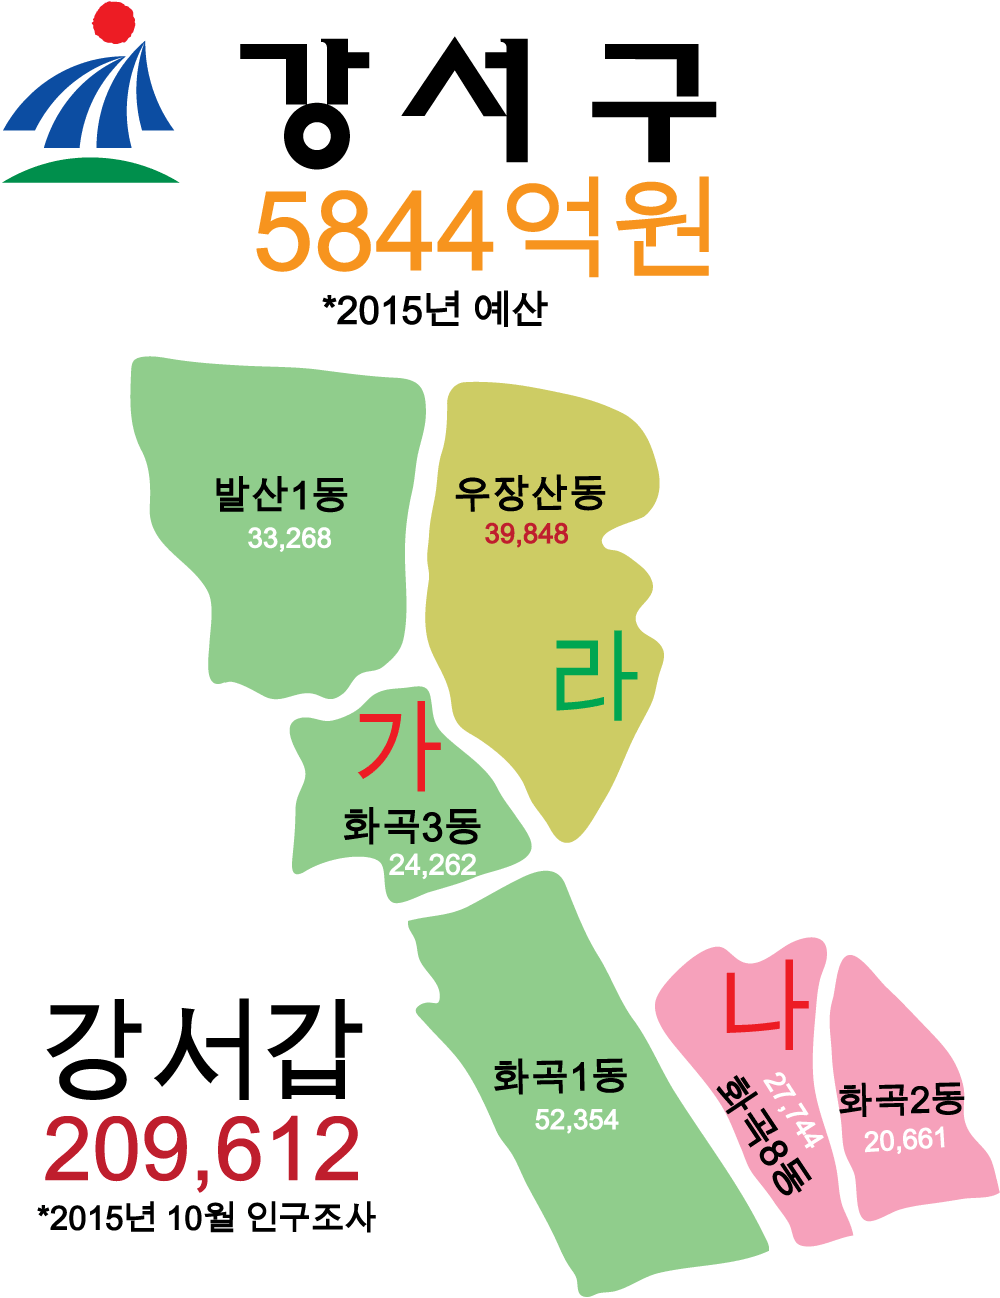 강서구
5844억원
*2015년 예산
발산1동
33,268
우장산동
39,848
라
가
화곡3동
24,262
강서갑
209,612
*2015년 10월 인구조사
화곡1동
52,354
나
화곡8동
27,744
화곡2동
20,661